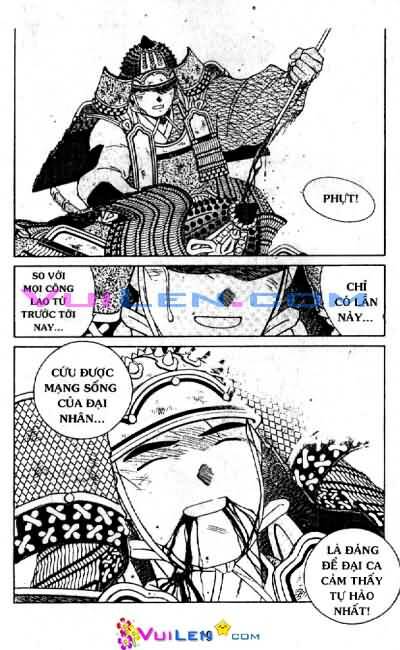 PHỰT!
SO VỚI
MỌI CÔNG
LAO TỪ
TRƯỚC TỚI
NAY...
CHỈ
CÓ LẦN
NÀY...
VUILEN.COM
CỨU ĐƯỢC
MẠNG SỐNG
CỦA ĐẠI
NHÂN...
LÀ ĐÁNG
ĐỂ ĐẠI CA
CẢM THẤY
TỰ HÀO
NHẤT!
VUILEN
COM